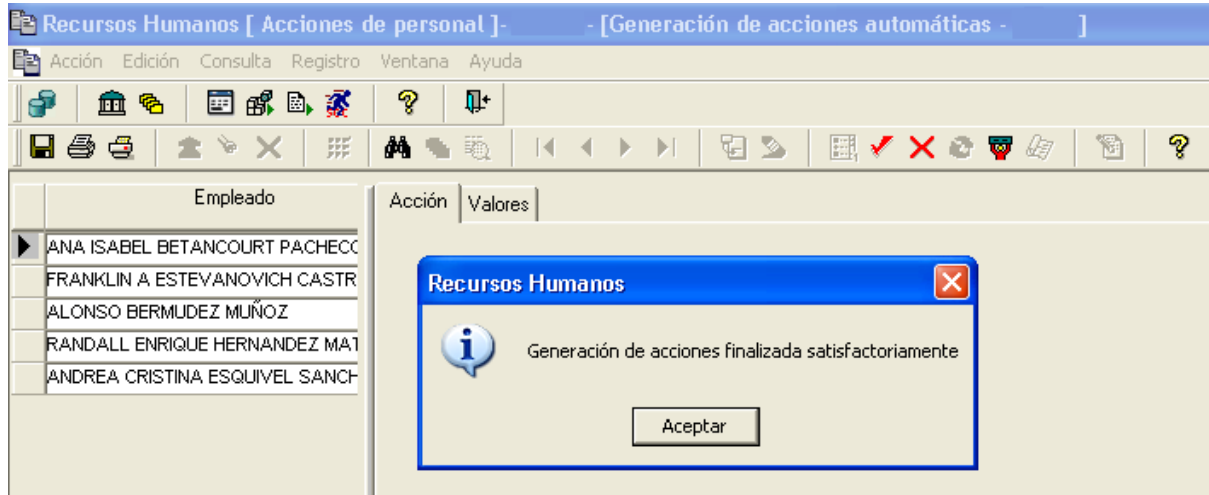 Recursos Humanos [ Acciones de personal ]- - [Generación de acciones automáticas - ]
Acción Edición Consulta Registro Ventana Ayuda
Empleado
ANA ISABEL BETANCOURT PACHECO
FRANKLIN A ESTEVANOVICH CASTR
ALONSO BERMUDEZ MUÑOZ
RANDALL ENRIQUE HERNANDEZ MAT
ANDREA CRISTINA ESQUIVEL SANCH
Acción Valores
Recursos Humanos
Generación de acciones finalizada satisfactoriamente
Aceptar